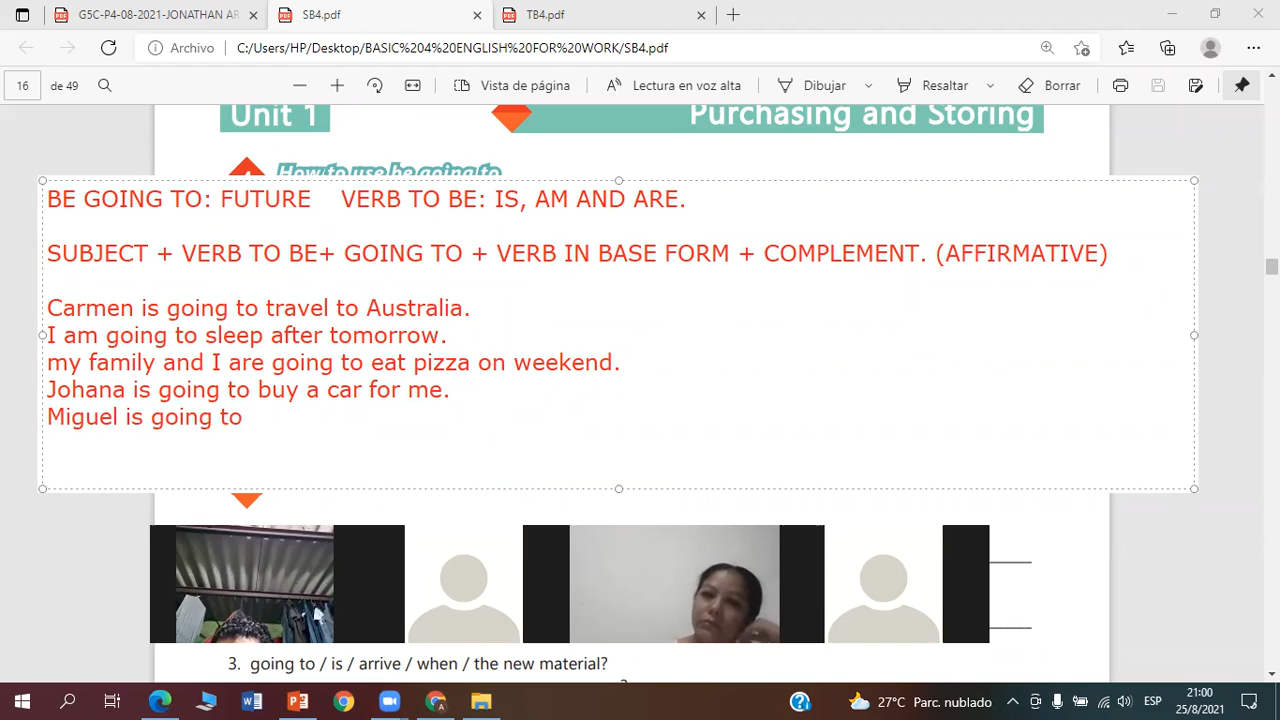 G5C-P4-08-2021-JONATHAN AR
SB4.pdf
TB4.pdf
Archivo
C:/Users/HP/Desktop/BASIC%204%20ENGLISH%20FOR%20WORK/SB4.pdf
16 de 49
Vista de página
Lectura en voz alta
Dibujar
Resaltar
Borrar
Unit 1
Purchasing and Storing
How to use be going to
BE GOING TO: FUTURE VERB TO BE: IS, AM AND ARE.
SUBJECT + VERB TO BE+ GOING TO + VERB IN BASE FORM + COMPLEMENT. (AFFIRMATIVE)
Carmen is going to travel to Australia.
I am going to sleep after tomorrow.
my family and I are going to eat pizza on weekend.
Johana is going to buy a car for me.
Miguel is going to
3. going to / is / arrive / when / the new material?
27°C Parc. nublado
ESP
21:00
25/8/2021